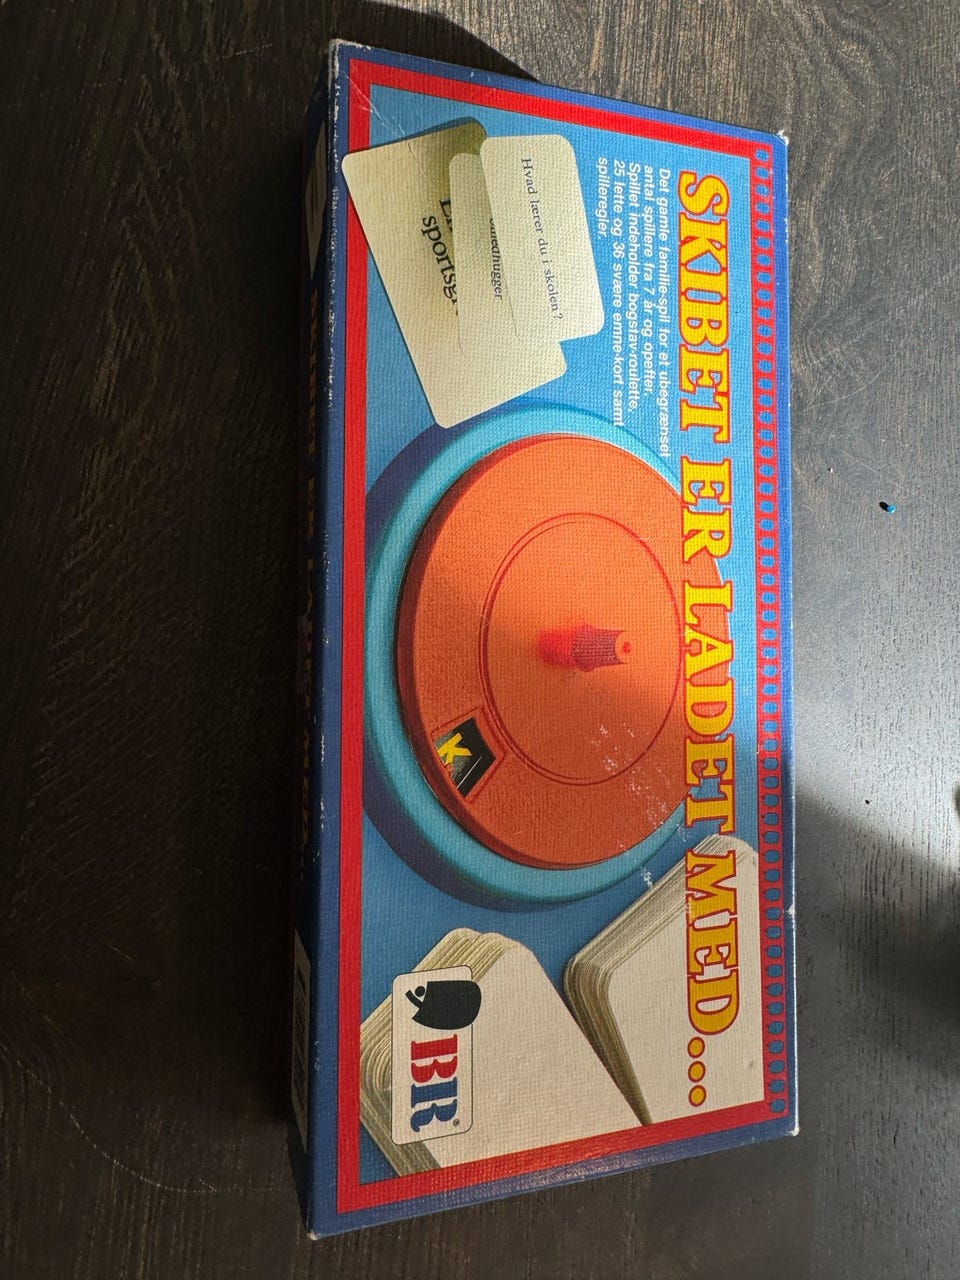 SKIBET ER LADET MED...
Det gamle familie-spil for et ubegrænset
antal spillere fra 7 år og opefter.
Spillet indeholder bogstav-roulette,
25 lette og 36 svære emne-kort samt
spilleregler.
Hvad lærer du i skolen?
sportsg
K
BR®